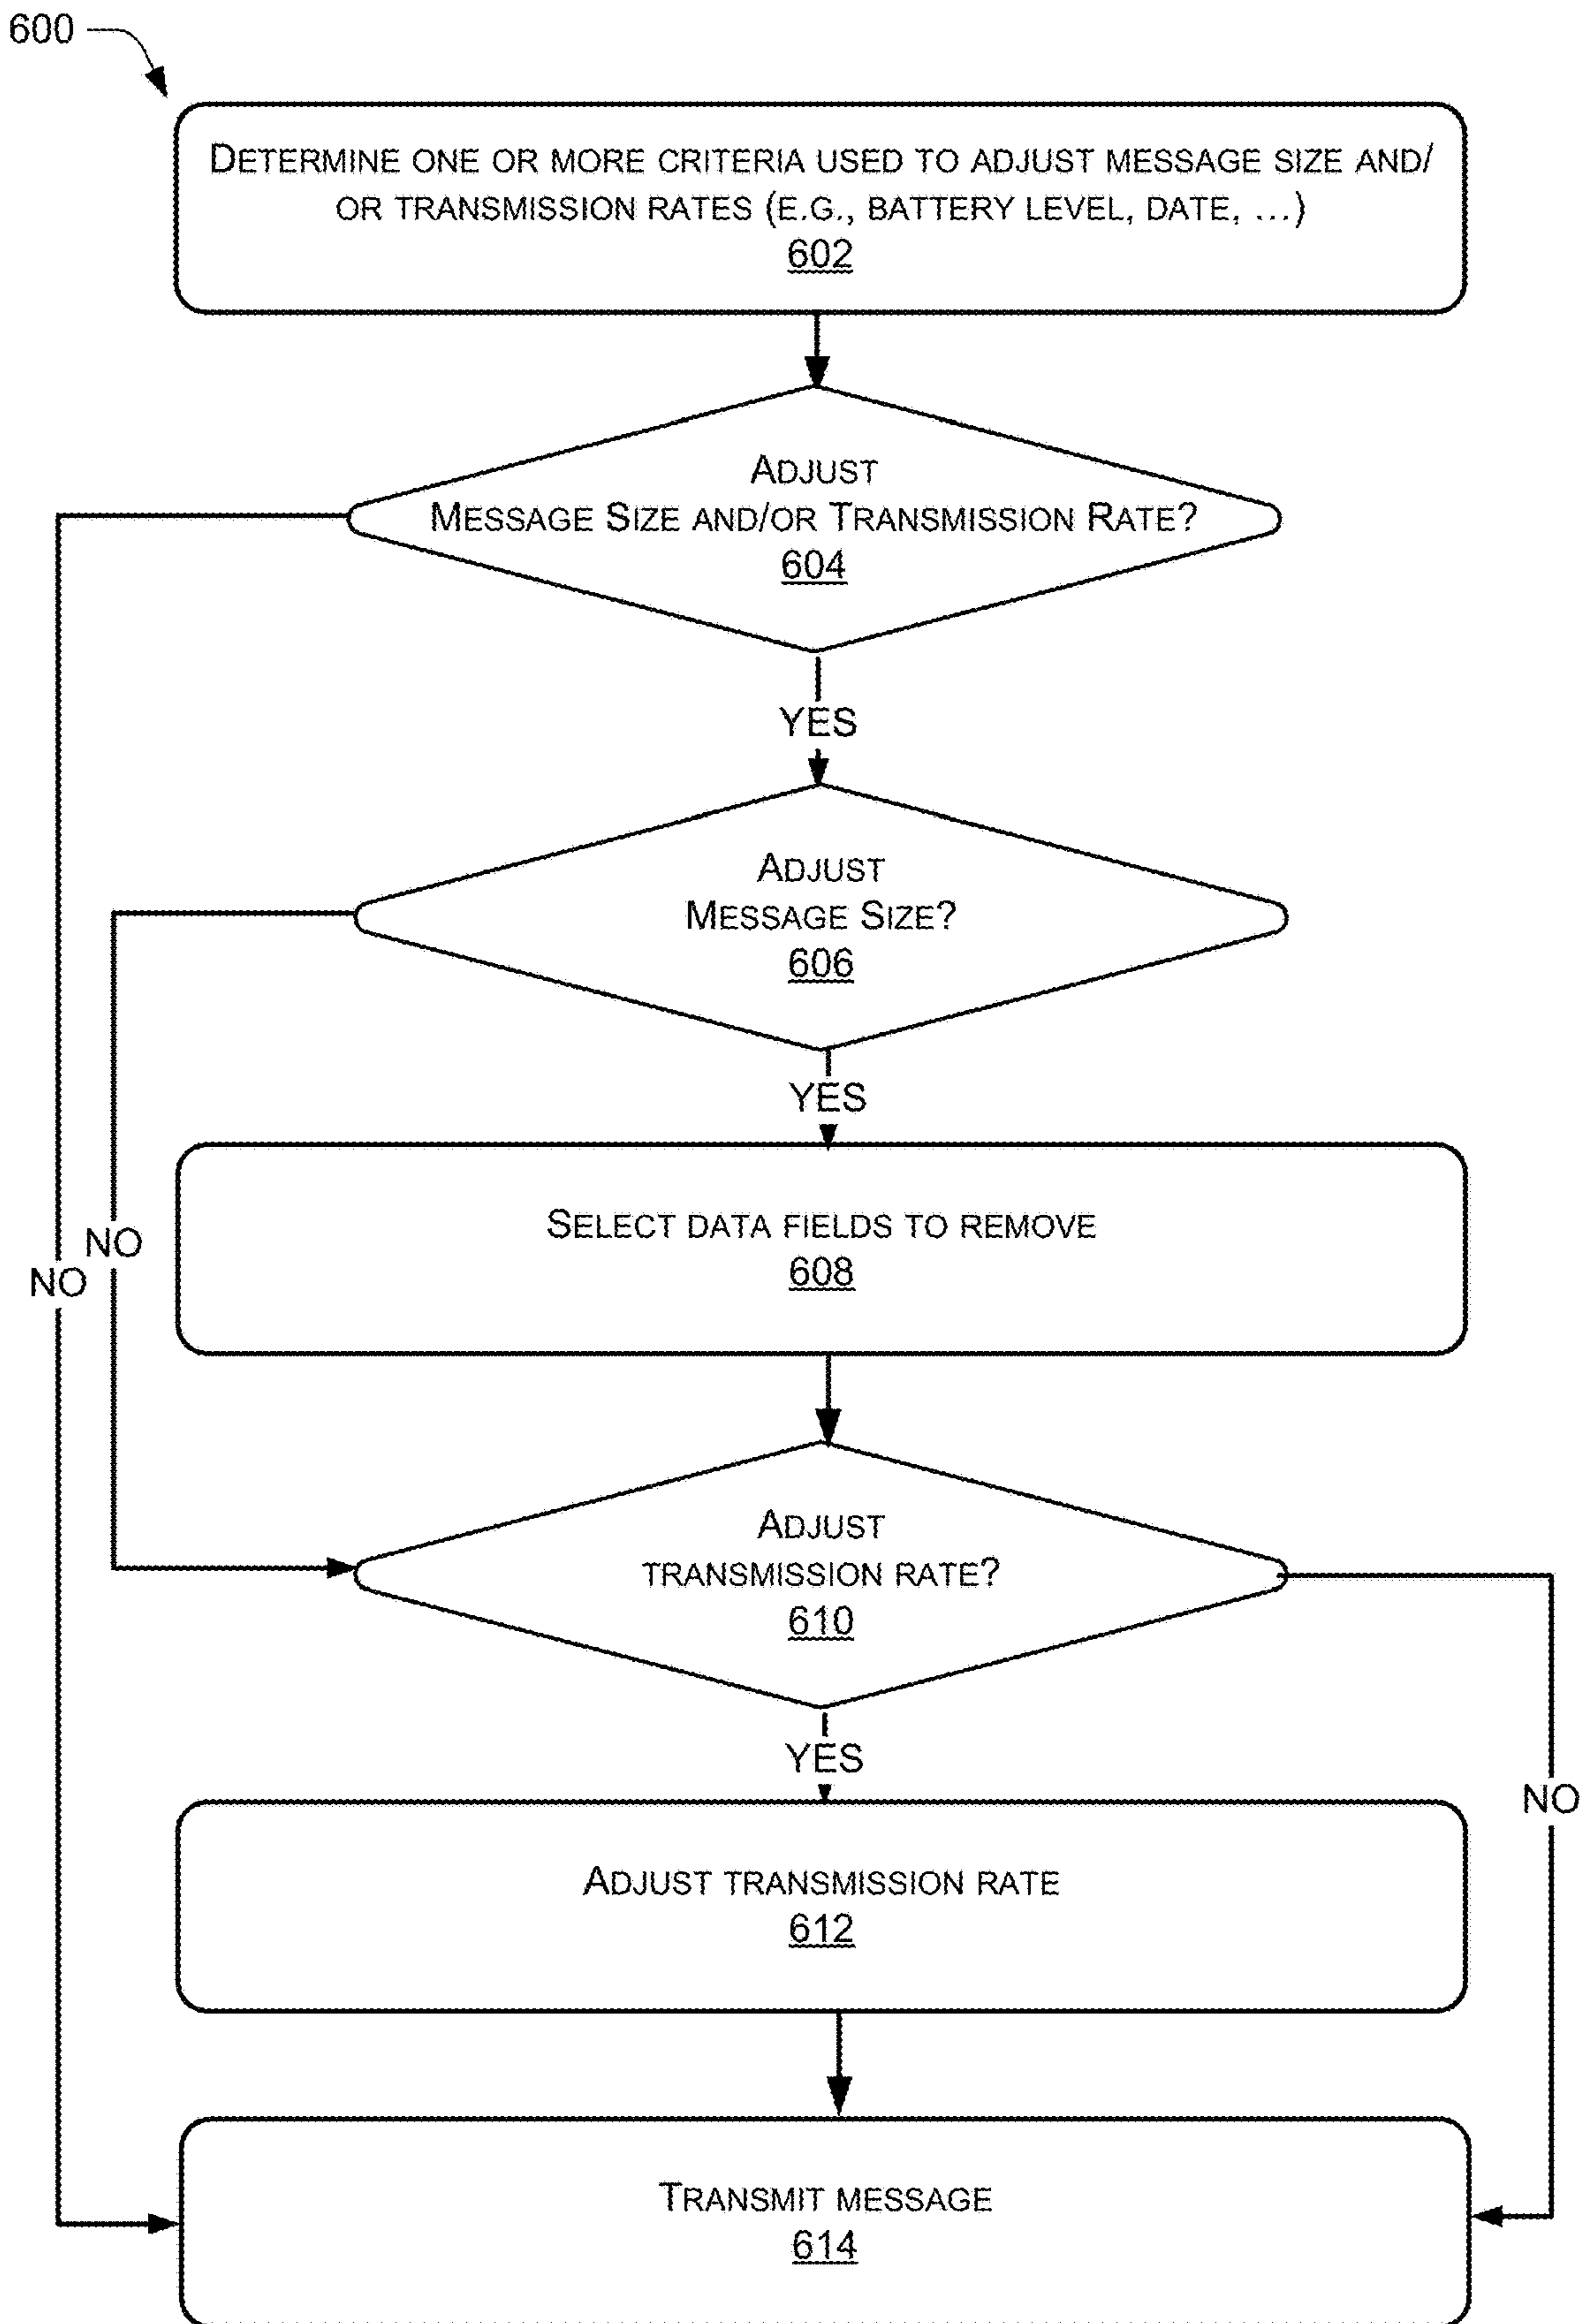 600
DETERMINE ONE OR MORE CRITERIA USED TO ADJUST MESSAGE SIZE AND/
OR TRANSMISSION RATES (E.G., BATTERY LEVEL, DATE, ...)
602
ADJUST
MESSAGE SIZE AND/OR TRANSMISSION RATE?
604
YES
ADJUST
MESSAGE SIZE?
606
YES
SELECT DATA FIELDS TO REMOVE
608
NO
NO
ADJUST
TRANSMISSION RATE?
610
YES
NO
ADJUST TRANSMISSION RATE
612
TRANSMIT MESSAGE
614